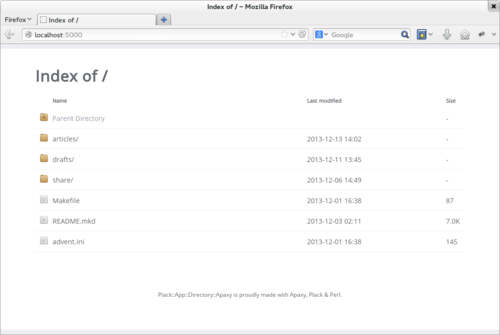 Index of / - Mozilla Firefox
Firefox
Index of /
localhost:5000
Google
Index of /
Name Last modified Size
Parent Directory -
articles/ 2013-12-13 14:02 -
drafts/ 2013-12-11 13:45 -
share/ 2013-12-06 14:49 -
Makefile 2013-12-01 16:38 87
README.mkd 2013-12-03 02:11 7.0K
advent.ini 2013-12-01 16:38 145
Plack::App::Directory::Apaxy is proudly made with Apaxy, Plack & Perl.